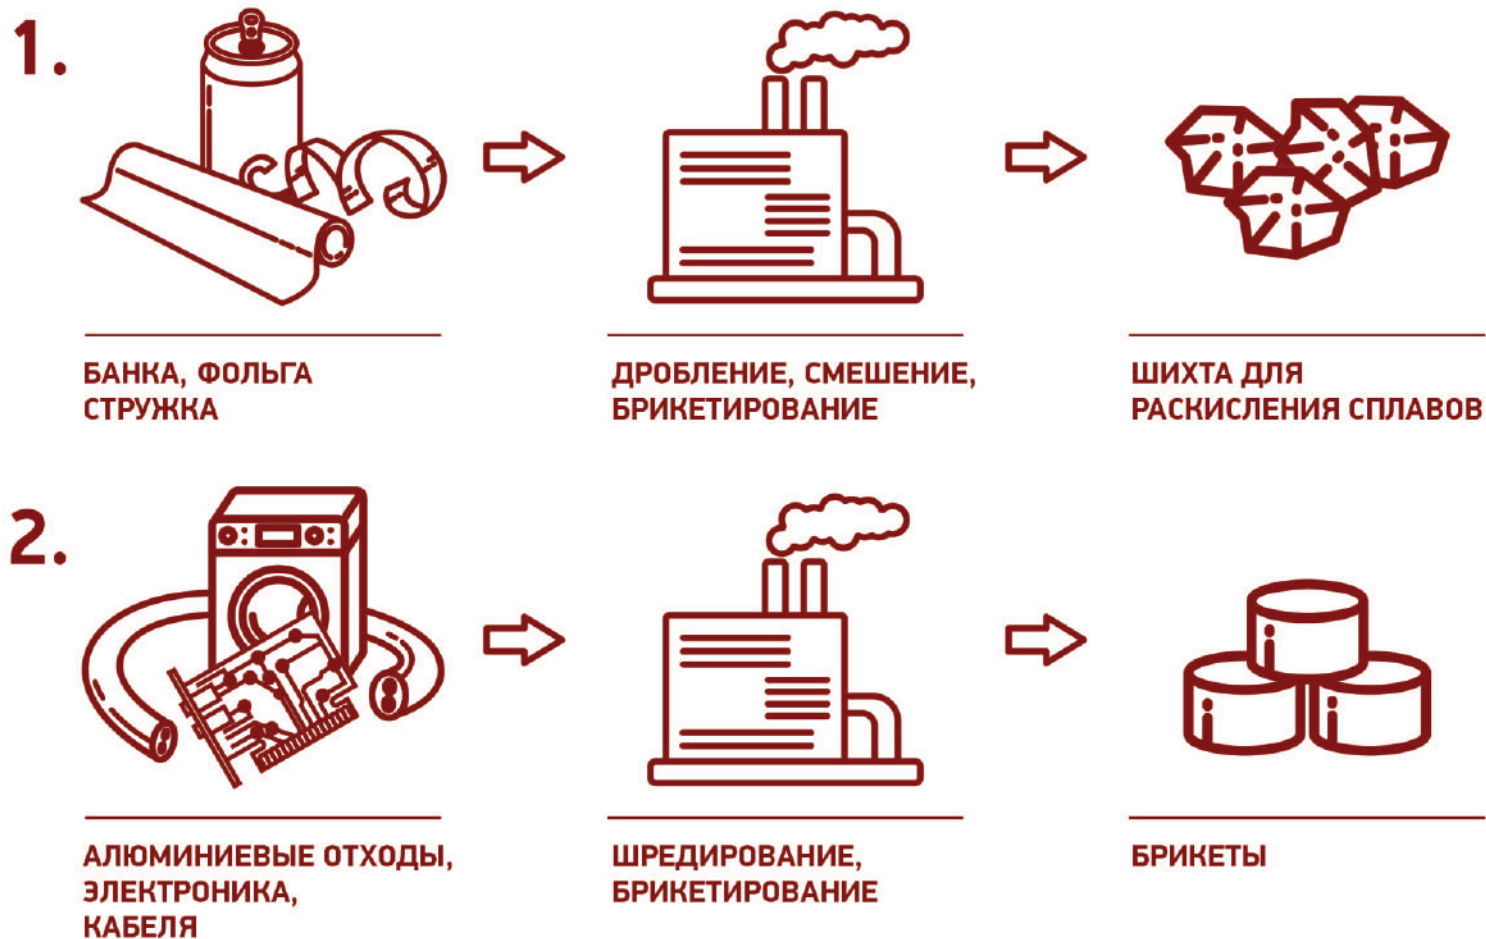 1.
БАНКА, ФОЛЬГА
СТРУЖКА
ДРОБЛЕНИЕ, СМЕШЕНИЕ,
БРИКЕТИРОВАНИЕ
ШИХТА ДЛЯ
РАСКИСЛЕНИЯ СПЛАВОВ
2.
АЛЮМИНИЕВЫЕ ОТХОДЫ,
ЭЛЕКТРОНИКА,
КАБЕЛЯ
ШРЕДИРОВАНИЕ,
БРИКЕТИРОВАНИЕ
БРИКЕТЫ